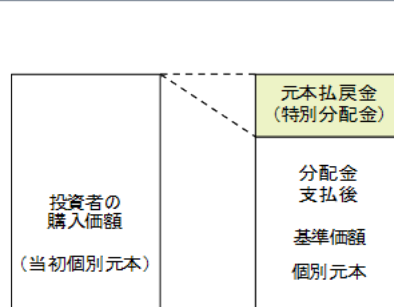 元本払戻金
（特別分配金）
分配金
支払後
投資者の
購入価額
基準価額
（当初個別元本）
個別元本